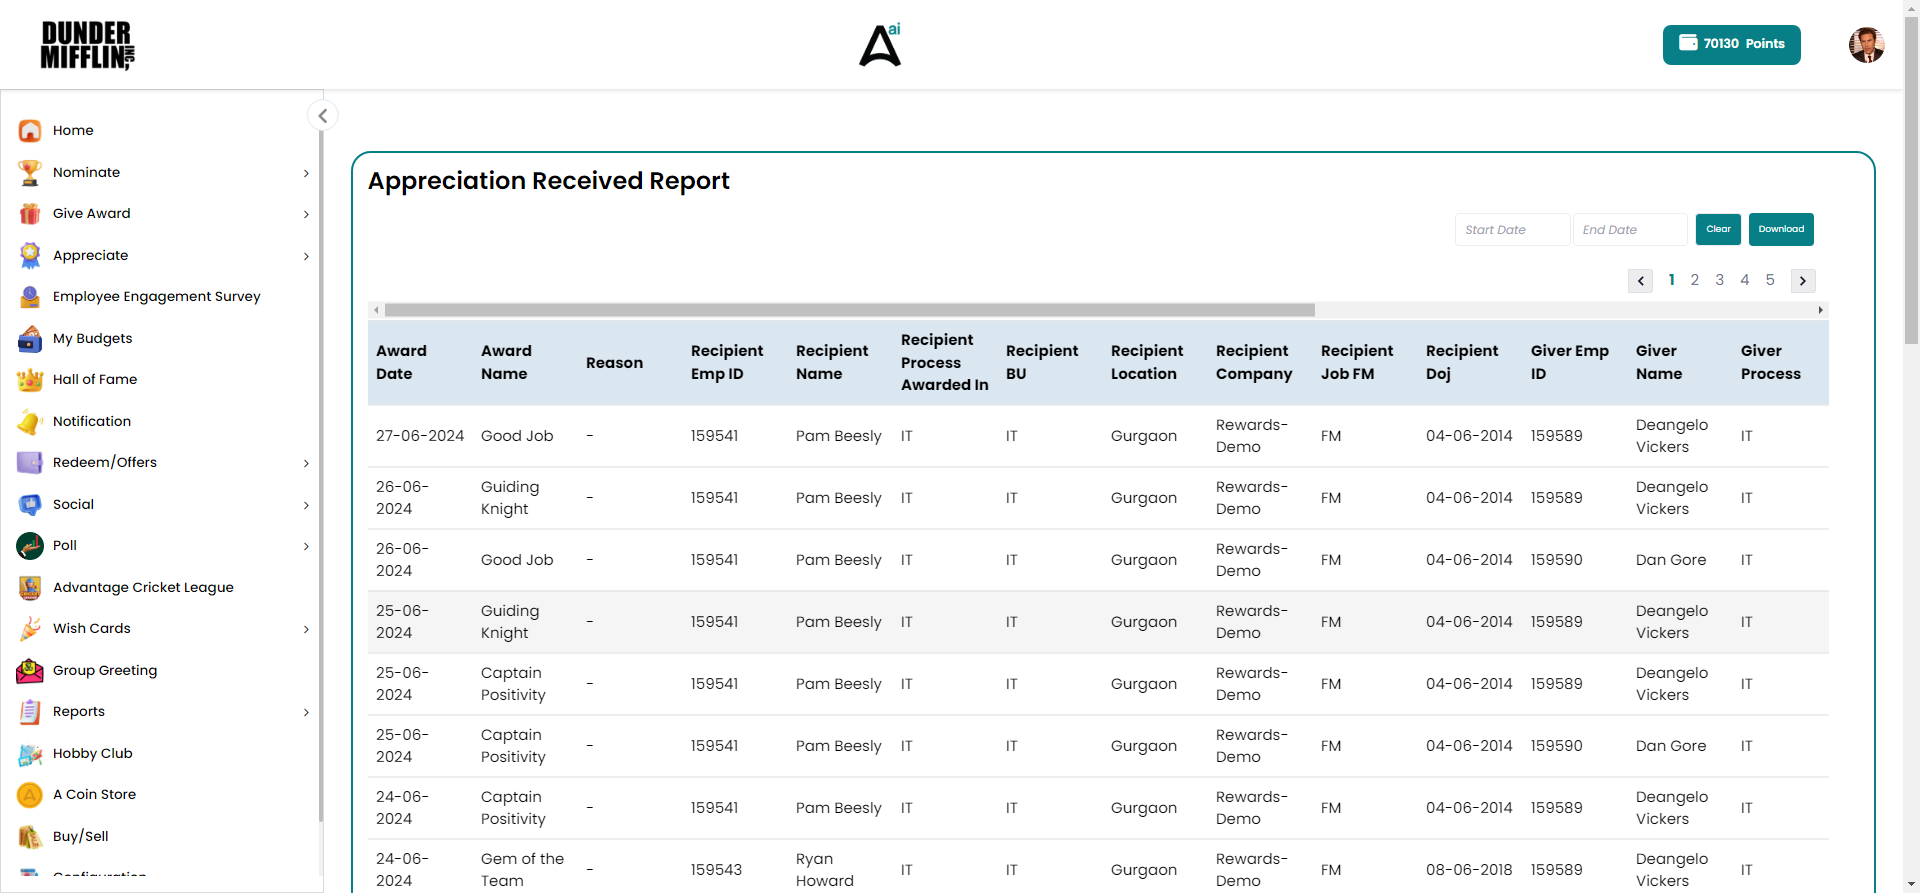 DUNDER
MIFFLIN INC,
ai
70130 Points
Home
Nominate
Give Award
Appreciate
Employee Engagement Survey
My Budgets
Hall of Fame
Notification
Redeem/Offers
Social
Poll
Advantage Cricket League
Wish Cards
Group Greeting
Reports
Hobby Club
A Coin Store
Buy/Sell
Configuration
Appreciation Received Report
Start Date End Date Clear Download
1 2 3 4 5
Award Date Award Name Reason Recipient Emp ID Recipient Name Recipient Process Awarded In Recipient BU Recipient Location Recipient Company Recipient Job FM Recipient Doj Giver Emp ID Giver Name Giver Process
27-06-2024 Good Job - 159541 Pam Beesly IT IT Gurgaon Rewards-Demo FM 04-06-2014 159589 Deangelo Vickers IT
26-06-2024 Guiding Knight - 159541 Pam Beesly IT IT Gurgaon Rewards-Demo FM 04-06-2014 159589 Deangelo Vickers IT
26-06-2024 Good Job - 159541 Pam Beesly IT IT Gurgaon Rewards-Demo FM 04-06-2014 159590 Dan Gore IT
25-06-2024 Guiding Knight - 159541 Pam Beesly IT IT Gurgaon Rewards-Demo FM 04-06-2014 159589 Deangelo Vickers IT
25-06-2024 Captain Positivity - 159541 Pam Beesly IT IT Gurgaon Rewards-Demo FM 04-06-2014 159589 Deangelo Vickers IT
25-06-2024 Captain Positivity - 159541 Pam Beesly IT IT Gurgaon Rewards-Demo FM 04-06-2014 159590 Dan Gore IT
24-06-2024 Captain Positivity - 159541 Pam Beesly IT IT Gurgaon Rewards-Demo FM 04-06-2014 159589 Deangelo Vickers IT
24-06-2024 Gem of the Team - 159543 Ryan Howard IT IT Gurgaon Rewards-Demo FM 08-06-2018 159589 Deangelo Vickers IT